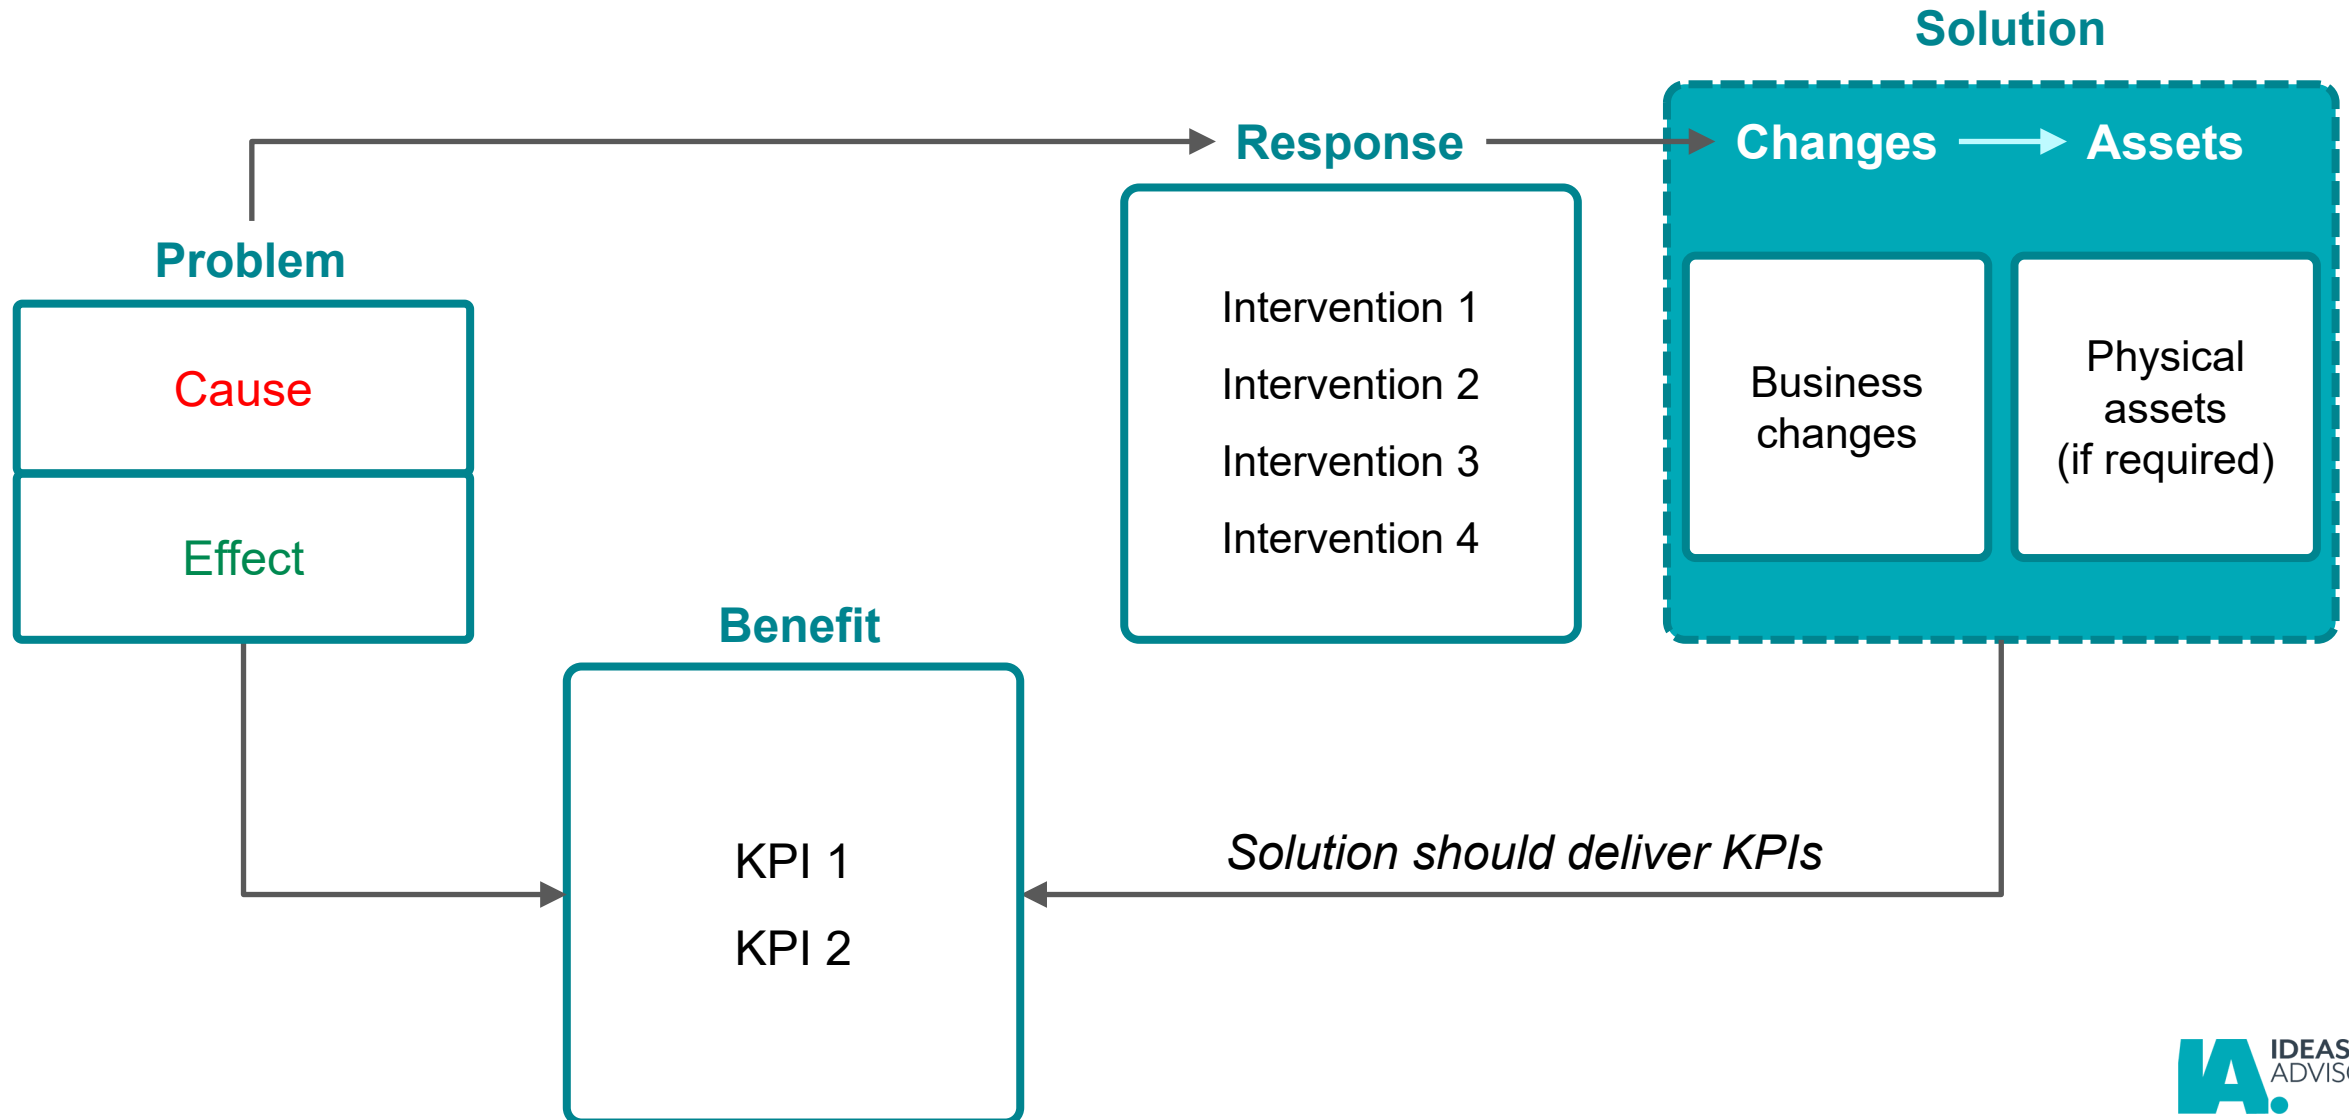 Solution
Response
Changes
Assets
Problem
Cause
Effect
Intervention 1
Intervention 2
Intervention 3
Intervention 4
Business
changes
Physical
assets
(if required)
Benefit
KPI 1
KPI 2
Solution should deliver KPIs
IA.
IDEAS